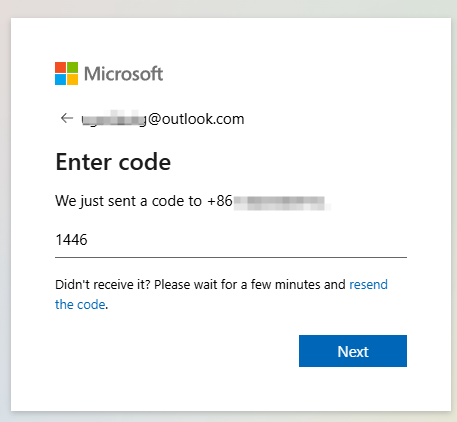 Microsoft
@outlook.com
Enter code
We just sent a code to +86
1446
Didn't receive it? Please wait for a few minutes and resend
the code.
Next